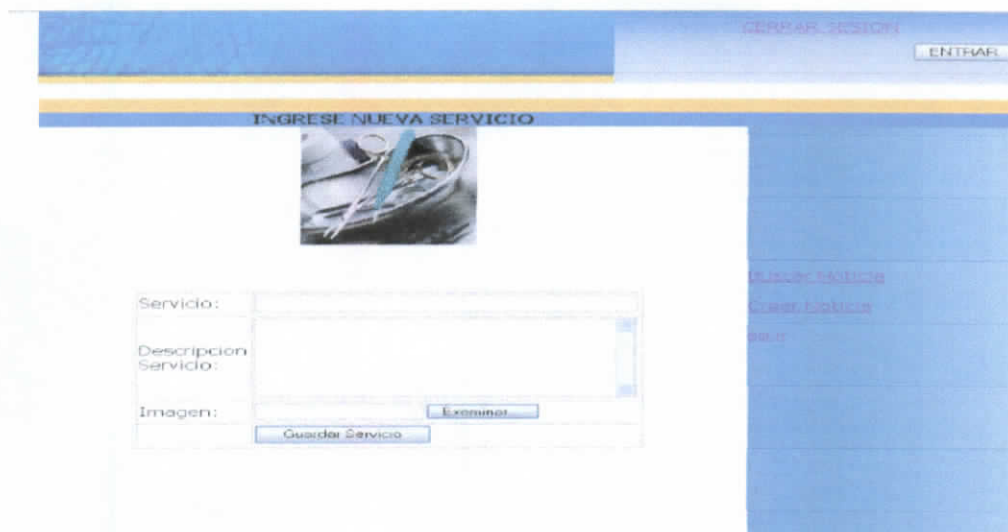 CERRAR SESION
ENTRAR
INGRESE NUEVA SERVICIO
Buscar Noticia
Crear Noticia
Servicio:
Descripcion
Servicio:
Imagen:
Examinar...
Guardar Servicio